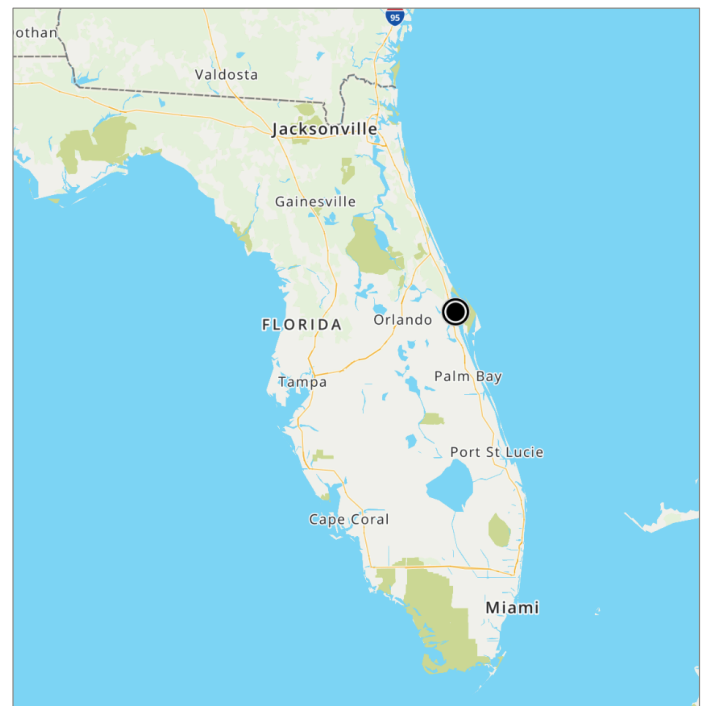 95
othan
Valdosta
Jacksonville
Gainesville
FLORIDA
Orlando
Tampa
Palm Bay
Port St Lucie
Cape Coral
Miami